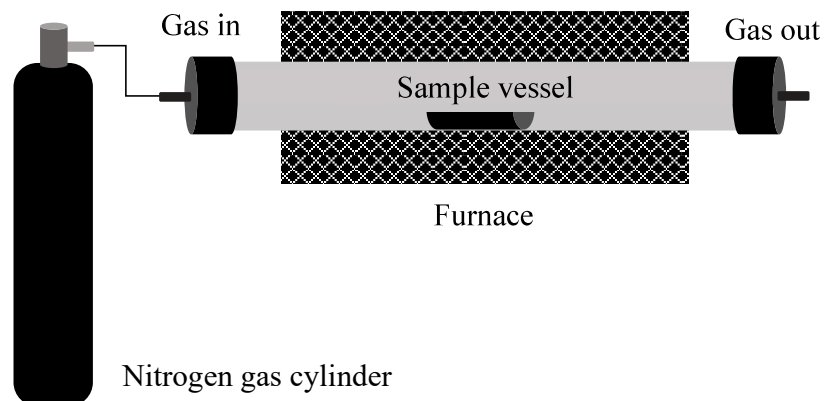 Gas in
Gas out
Sample vessel
Furnace
Nitrogen gas cylinder